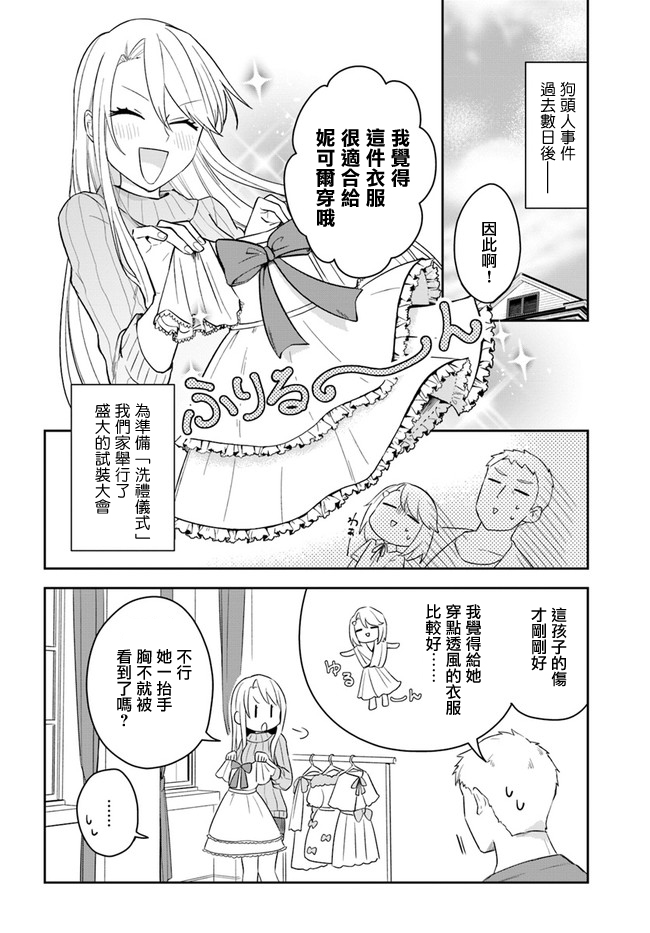 狗頭人事件
過去數日後——
因此！
我覺得
這件衣服
很適合給
妮可爾穿哦
ふりる〜ん
為準備「洗禮儀式」
我們家舉行了
盛大的試裝大會
わぁ
這孩子的傷
才剛剛好
我覺得給她
穿點透風的衣服
比較好……
ゆる〜ん
不行
她一抬手
胸不就被
看到了嗎？
……